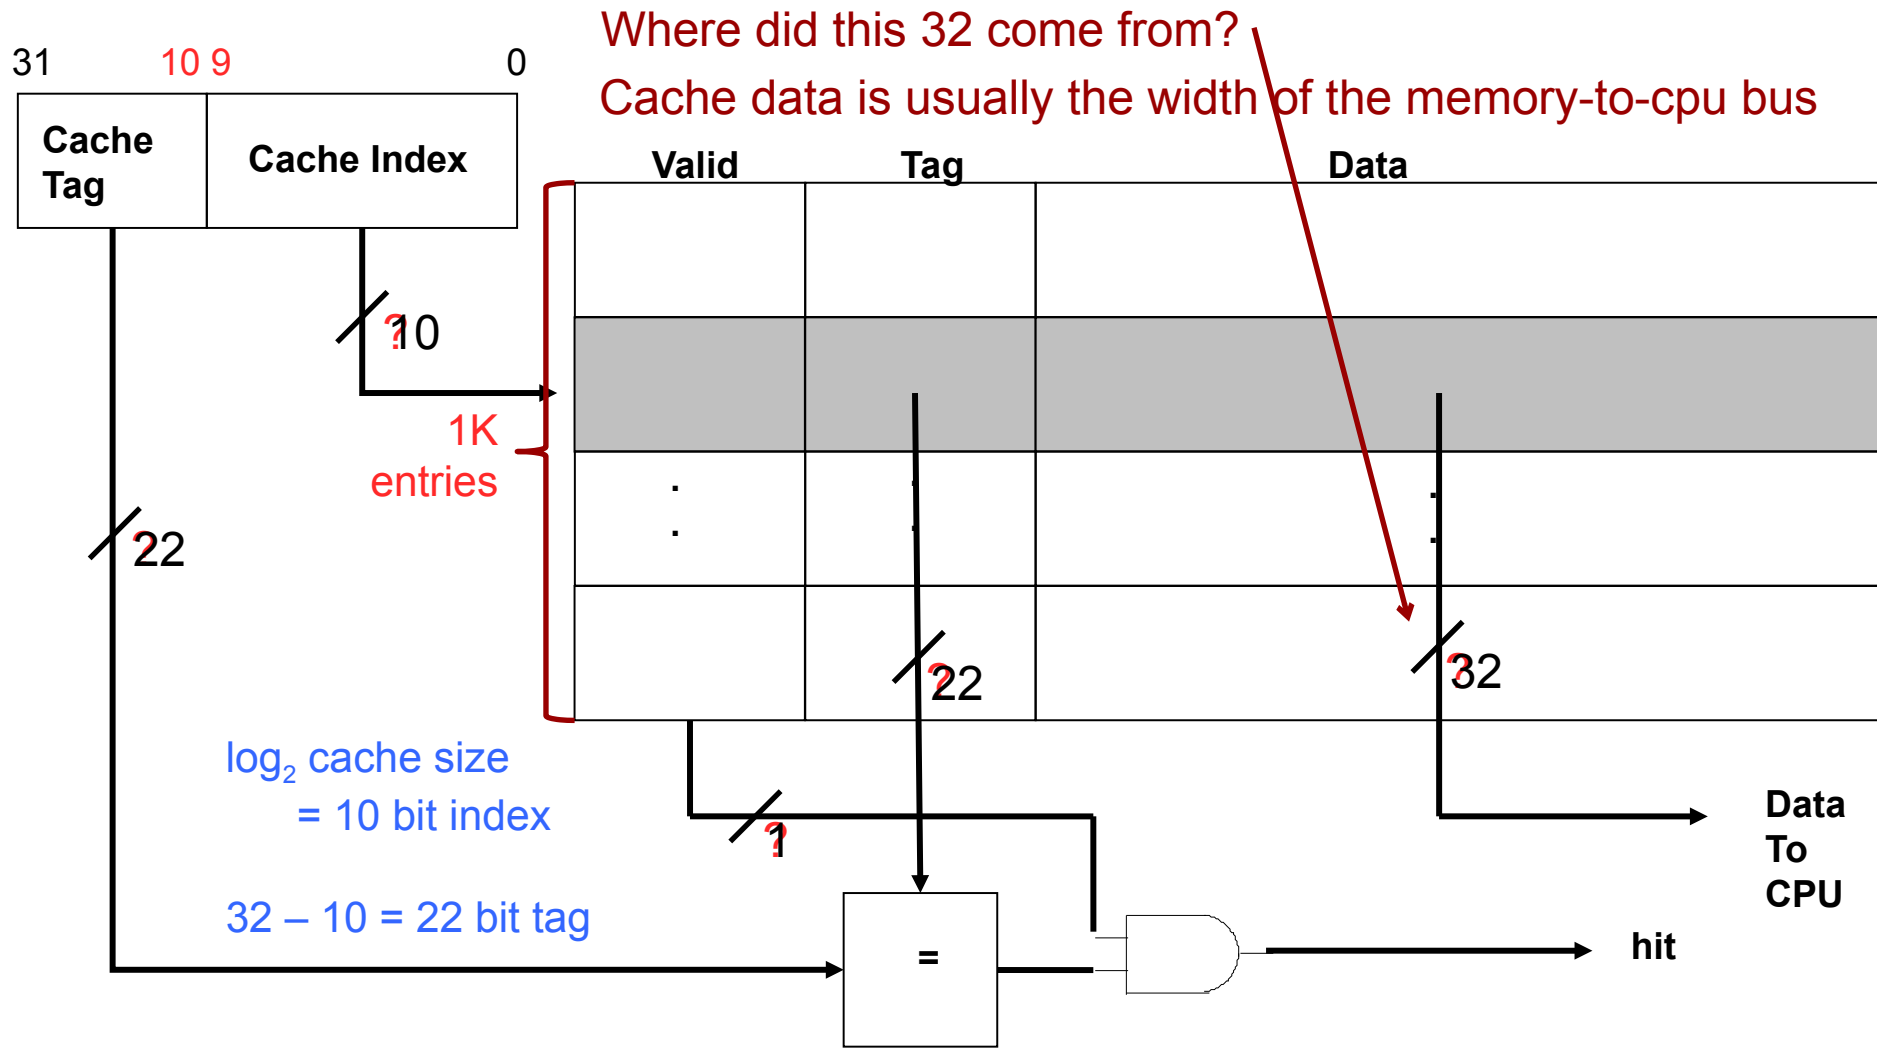 Where did this 32 come from?
31 10 9 0
Cache data is usually the width of the memory-to-cpu bus
Cache
Tag
Cache Index
Valid Tag Data
?10
1K
entries
. . .
. . .
?22
?22
?32
log2 cache size
= 10 bit index
?1
32 – 10 = 22 bit tag
Data
To
CPU
=
hit